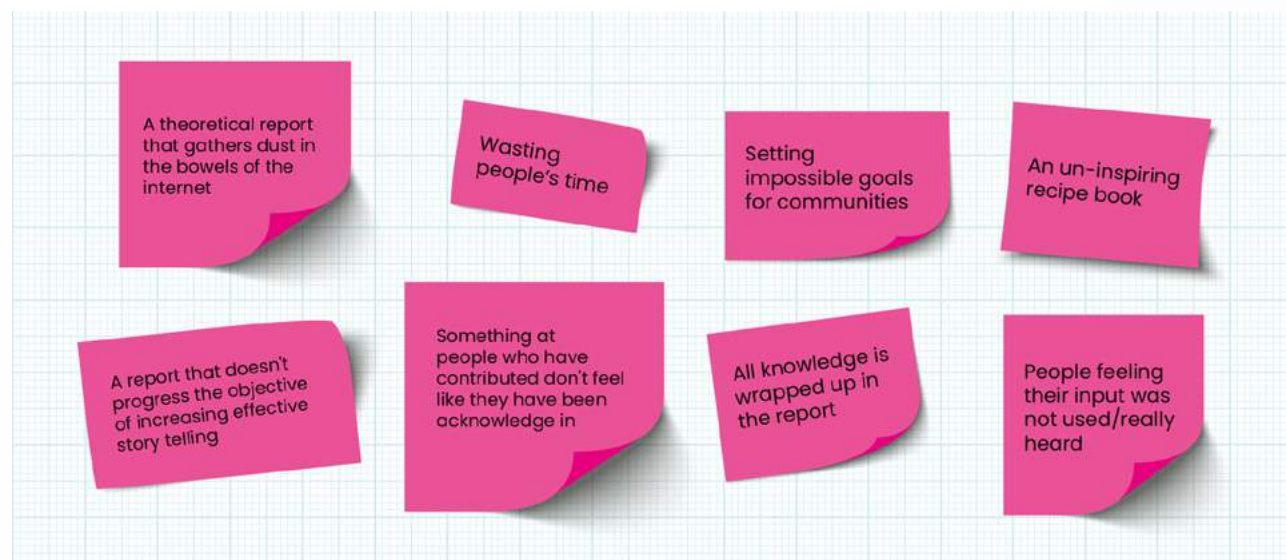 A theoretical report
that gathers dust in
the bowels of the
internet
Wasting
people's time
Setting
impossible goals
for communities
An un-inspiring
recipe book
A report that doesn't
progress the objective
of increasing effective
story telling
Something at
people who have
contributed don't feel
like they have been
acknowledge in
All knowledge is
wrapped up in
the report
People feeling
their input was
not used/really
heard